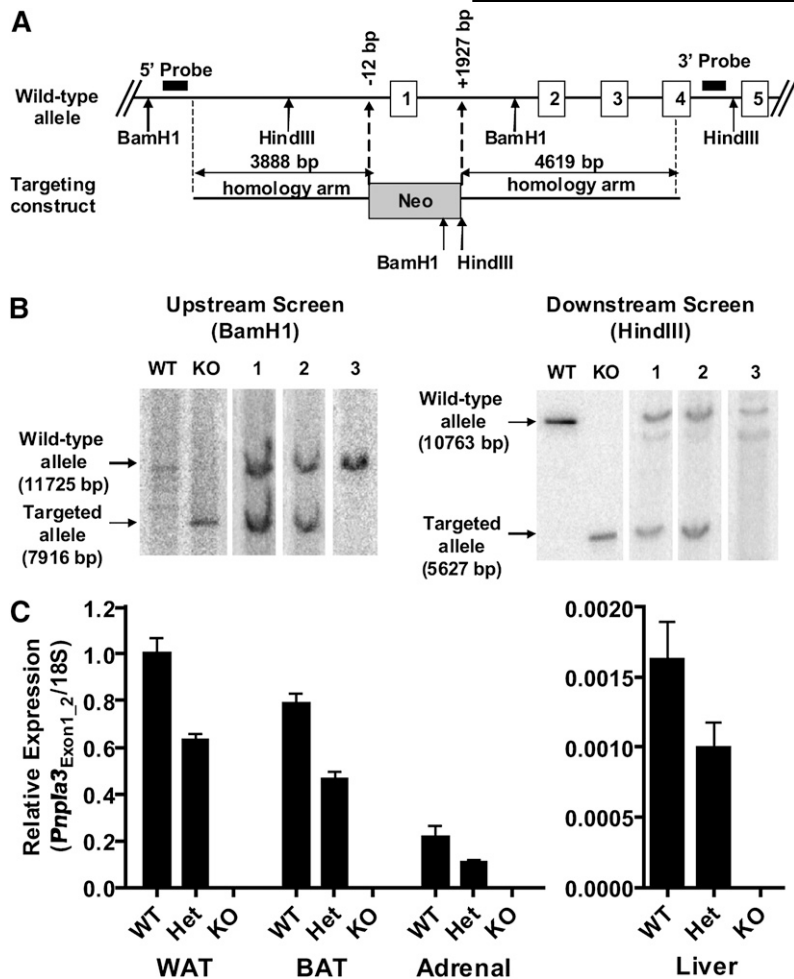 A
-12 bp
+1927 bp
5' Probe
3' Probe
Wild-type
allele
1
2
3
4
5
BamH1
HindIII
BamH1
HindIII
3888 bp
4619 bp
homology arm
homology arm
Targeting
construct
Neo
BamH1
HindIII
B
Upstream Screen
(BamH1)
WT KO 1 2 3
Wild-type
allele
(11725 bp)
Targeted
allele
(7916 bp)
Downstream Screen
(HindIII)
WT KO 1 2 3
Wild-type
allele
(10763 bp)
Targeted
allele
(5627 bp)
C
Relative Expression
(Pnpla3Exon1_2/18S)
1.2
1.0
0.8
0.6
0.4
0.2
0.0
WT Het KO WT Het KO WT Het KO
WAT BAT Adrenal
0.0020
0.0015
0.0010
0.0005
0.0000
WT Het KO
Liver